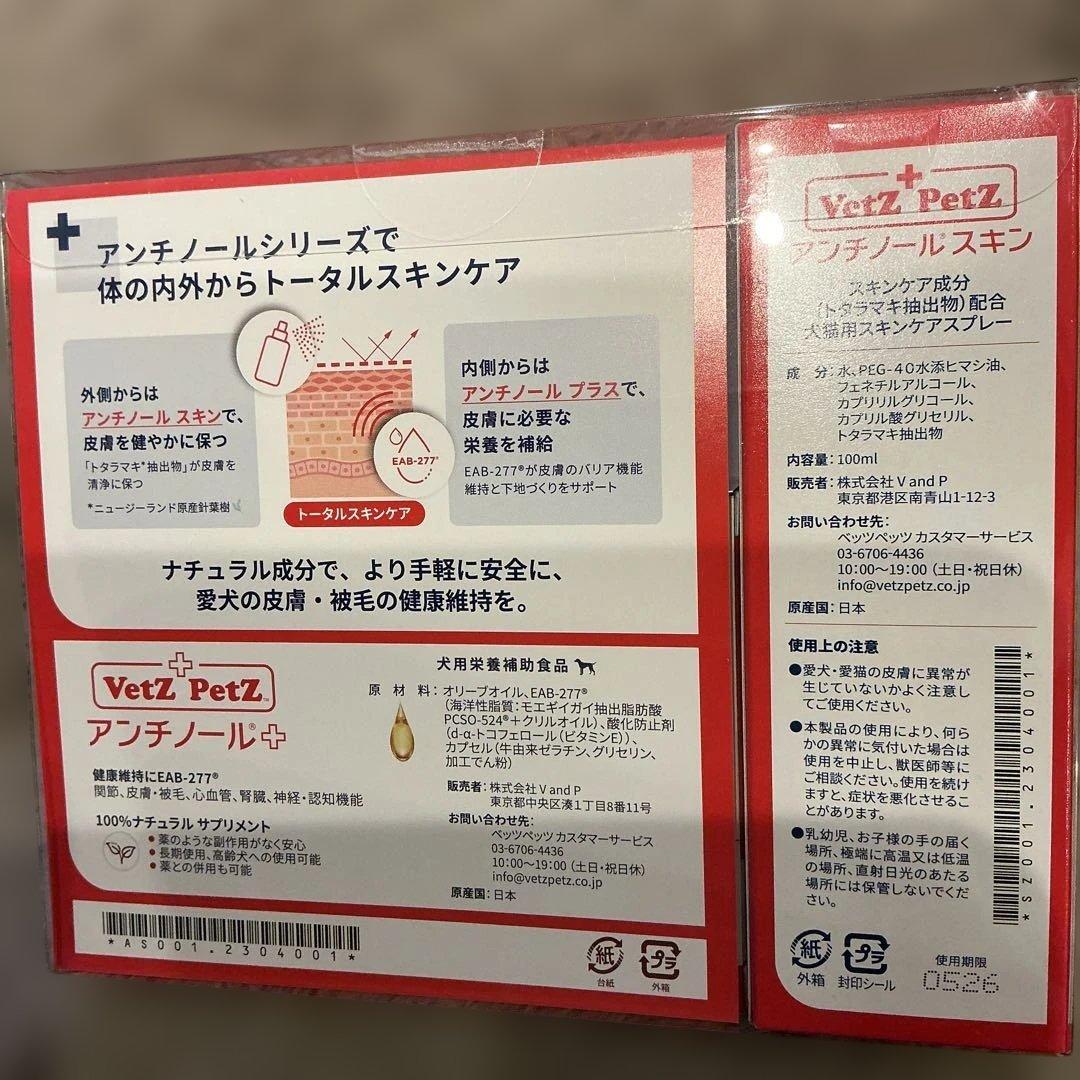 アンチノールシリーズで
体の内外からトータルスキンケア
外側からは
アンチノール スキンで、
皮膚を健やかに保つ
「トタラマキ*抽出物」が皮膚を
清浄に保つ
*ニュージーランド原産針葉樹
EAB-277®
トータルスキンケア
内側からは
アンチノール プラスで、
皮膚に必要な
栄養を補給
EAB-277®が皮膚のバリア機能
維持と下地づくりをサポート
ナチュラル成分で、より手軽に安全に、
愛犬の皮膚・被毛の健康維持を。
VetZ PetZ™
アンチノール®+
健康維持にEAB-277®
関節、皮膚・被毛、心血管、腎臓、神経・認知機能
100%ナチュラル サプリメント
●薬のような副作用がなく安心
●長期使用、高齢犬への使用可能
●薬との併用も可能
犬用栄養補助食品
原材料:オリーブオイル、EAB-277®
(海洋性脂質:モエギイガイ抽出脂肪酸
PCSO-524®+クリルオイル)、酸化防止剤
(d-α-トコフェロール(ビタミンE))、
カプセル(牛由来ゼラチン、グリセリン、
加工でん粉)
販売者:株式会社 V and P
東京都中央区湊1丁目8番11号
お問い合わせ先:
ベッツペッツ カスタマーサービス
03-6706-4436
10:00〜19:00 (土日・祝日休)
info@vetzpetz.co.jp
原産国:日本
*AS001.2304001*
紙
台紙
プラ
外箱
VetZ PetZ
アンチノール®スキン
スキンケア成分
(トタラマキ抽出物)配合
犬猫用スキンケアスプレー
成分:水、PEG-40水添ヒマシ油、
フェネチルアルコール、
カプリリルグリコール、
カプリル酸グリセリル、
トタラマキ抽出物
内容量:100ml
販売者:株式会社 V and P
東京都港区南青山1-12-3
お問い合わせ先:
ベッツペッツ カスタマーサービス
03-6706-4436
10:00〜19:00 (土日・祝日休)
info@vetzpetz.co.jp
原産国:日本
使用上の注意
●愛犬・愛猫の皮膚に異常が
生じていないかよく注意し
てご使用ください。
●本製品の使用により、何ら
かの異常に気付いた場合は
使用を中止し、獣医師等に
ご相談ください。使用を続け
ますと、症状を悪化させるこ
とがあります。
●乳幼児、お子様の手の届く
場所、極端に高温又は低温
の場所、直射日光のあたる
場所には保管しないでくだ
さい。
*SZ001.2304001*
紙
外箱
プラ
封印シール
使用期限
0526